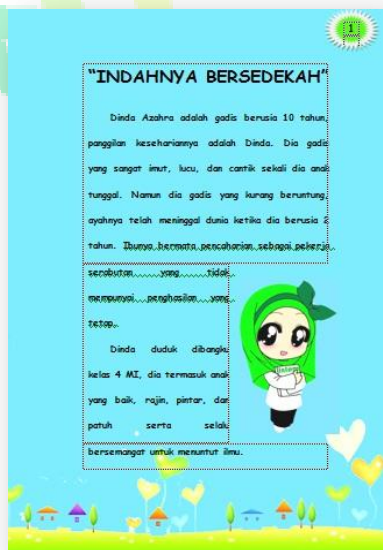 1
“INDAHNYA BERSEDEKAH”
Dinda Azahra adalah gadis berusia 10 tahun,
panggilan kesehariannya adalah Dinda. Dia gadis
yang sangat imut, lucu, dan cantik sekali dia anak
tunggal. Namun dia gadis yang kurang beruntung,
ayahnya telah meninggal dunia ketika dia berusia 2
tahun. Ibunya bermata pencaharian sebagai pekerja
serabutan yang tidak
mempunyai penghasilan yang
tetap.
Dinda duduk dibangku
kelas 4 MI, dia termasuk anak
yang baik, rajin, pintar, dan
patuh serta selalu
bersemangat untuk menuntut ilmu.